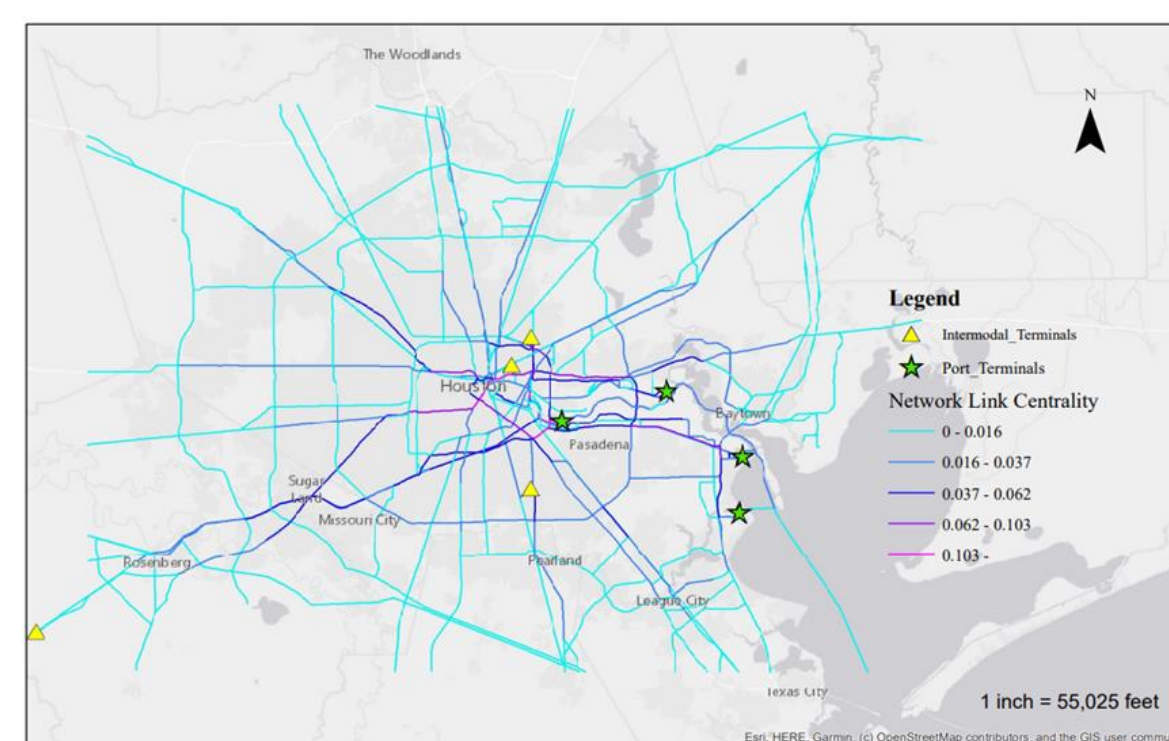 The Woodlands
N
Legend
Intermodal_Terminals
Port_Terminals
Houston
Network Link Centrality
Baytown
0 - 0.016
Pasadena
0.016 - 0.037
Sugar
Land
0.037 - 0.062
Missouri City
0.062 - 0.103
Rosenberg
Pearland
0.103 -
League City
Texas City
1 inch = 55,025 feet
Esri, HERE, Garmin, (c) OpenStreetMap contributors, and the GIS user commu